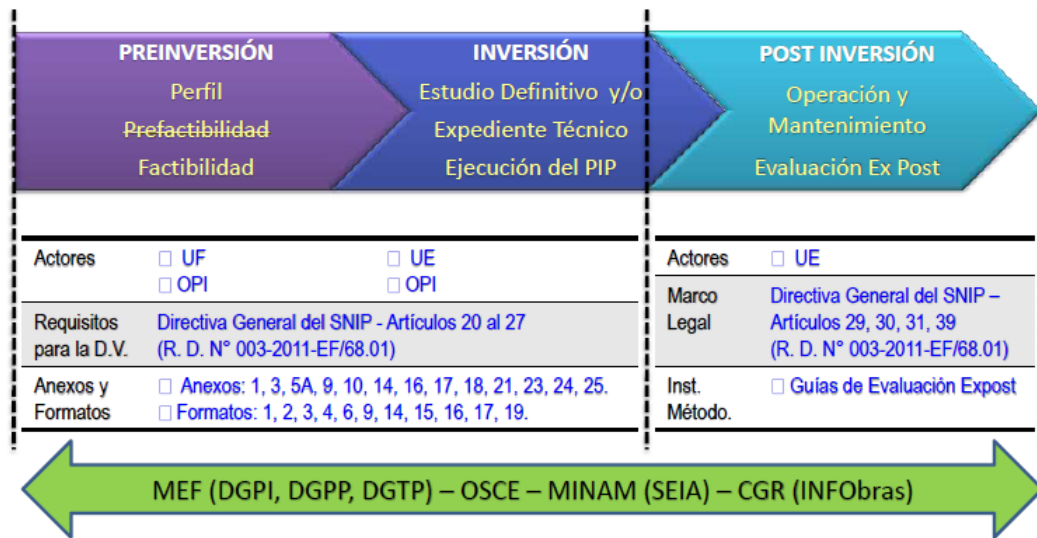 PREINVERSIÓN
Perfil
Prefactibilidad
Factibilidad
INVERSIÓN
Estudio Definitivo y/o
Expediente Técnico
Ejecución del PIP
POST INVERSIÓN
Operación y
Mantenimiento
Evaluación Ex Post
Actores
UF
OPI
UE
OPI
Requisitos
para la D.V.
Directiva General del SNIP - Artículos 20 al 27
(R. D. N° 003-2011-EF/68.01)
Anexos y
Formatos
Anexos: 1, 3, 5A, 9, 10, 14, 16, 17, 18, 21, 23, 24, 25.
Formatos: 1, 2, 3, 4, 6, 9, 14, 15, 16, 17, 19.
Actores
UE
Marco
Legal
Directiva General del SNIP –
Artículos 29, 30, 31, 39
(R. D. N° 003-2011-EF/68.01)
Inst.
Método.
Guías de Evaluación Expost
MEF (DGPI, DGPP, DGTP) – OSCE – MINAM (SEIA) – CGR (INFObras)